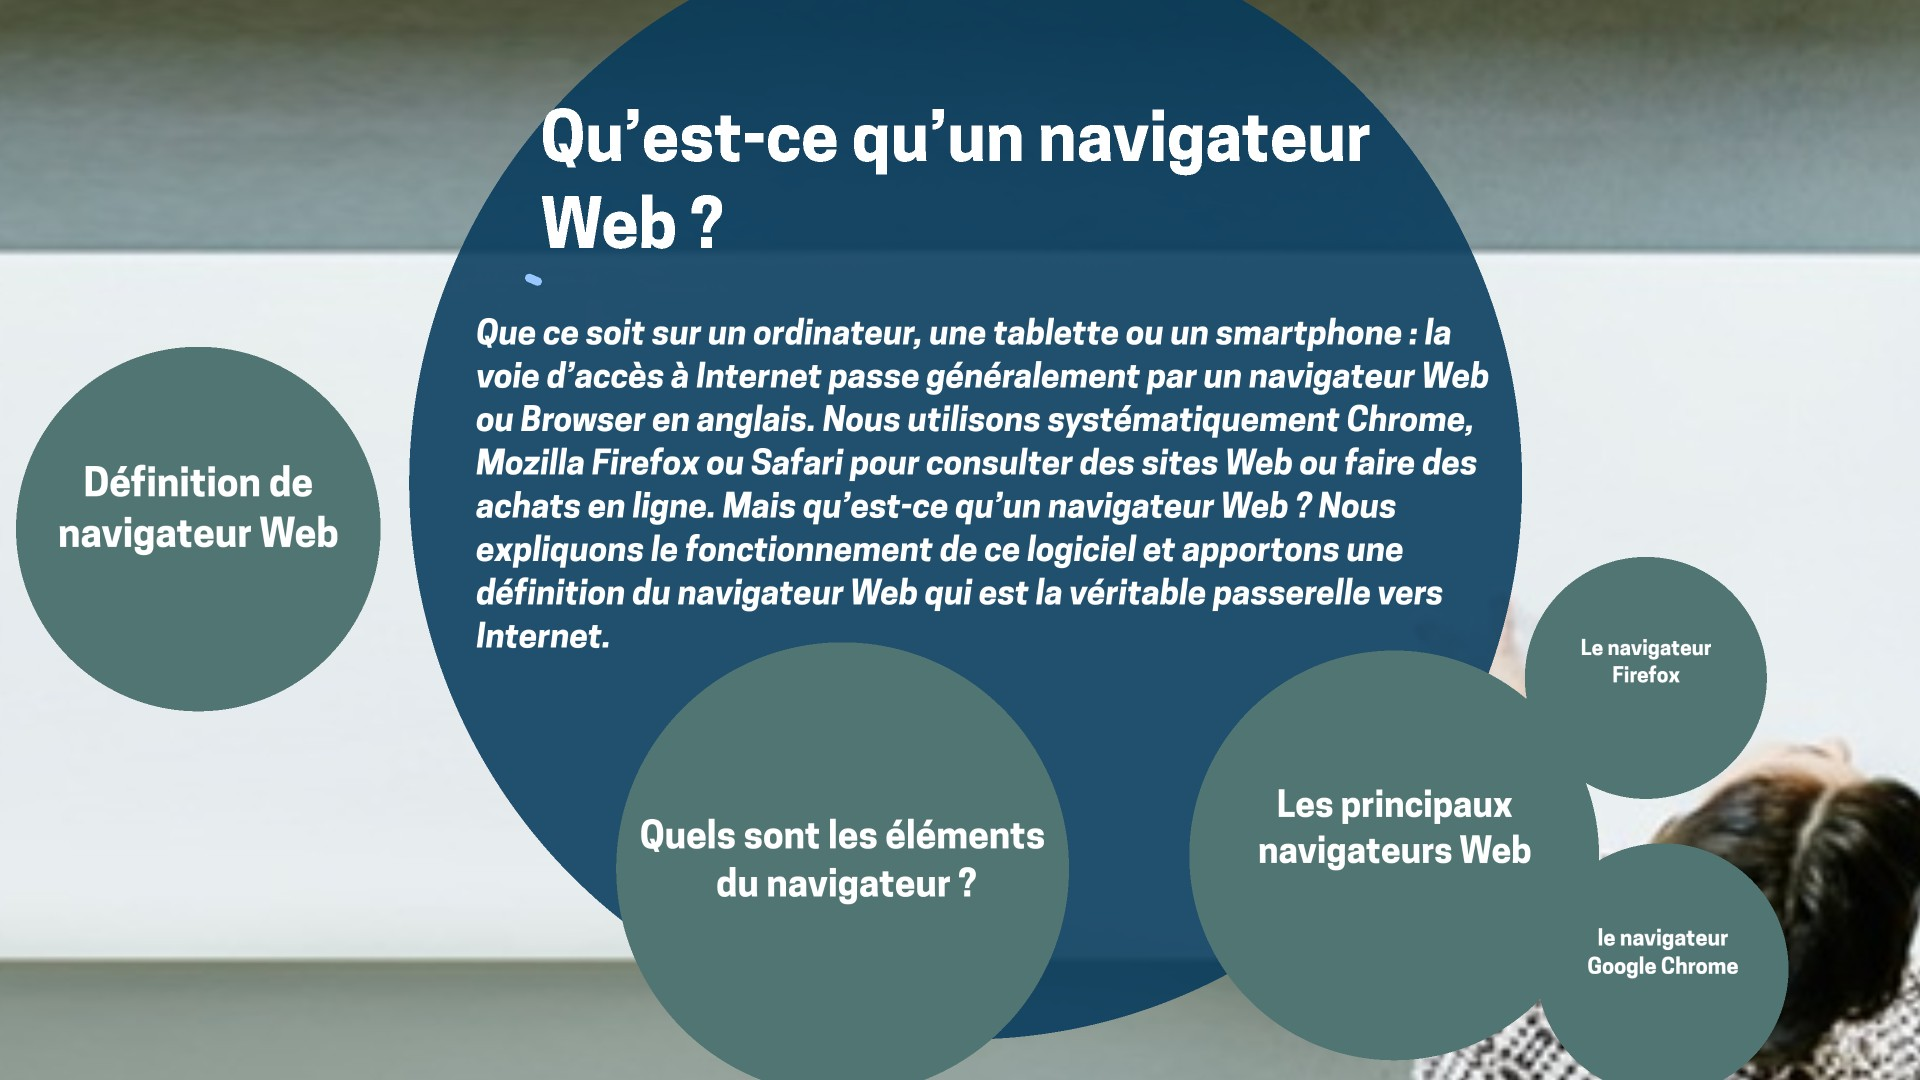 Qu’est-ce qu’un navigateur
Web ?
Que ce soit sur un ordinateur, une tablette ou un smartphone : la
voie d’accès à Internet passe généralement par un navigateur Web
ou Browser en anglais. Nous utilisons systématiquement Chrome,
Mozilla Firefox ou Safari pour consulter des sites Web ou faire des
achats en ligne. Mais qu’est-ce qu’un navigateur Web ? Nous
expliquons le fonctionnement de ce logiciel et apportons une
définition du navigateur Web qui est la véritable passerelle vers
Internet.
Définition de
navigateur Web
Quels sont les éléments
du navigateur ?
Les principaux
navigateurs Web
Le navigateur
Firefox
le navigateur
Google Chrome